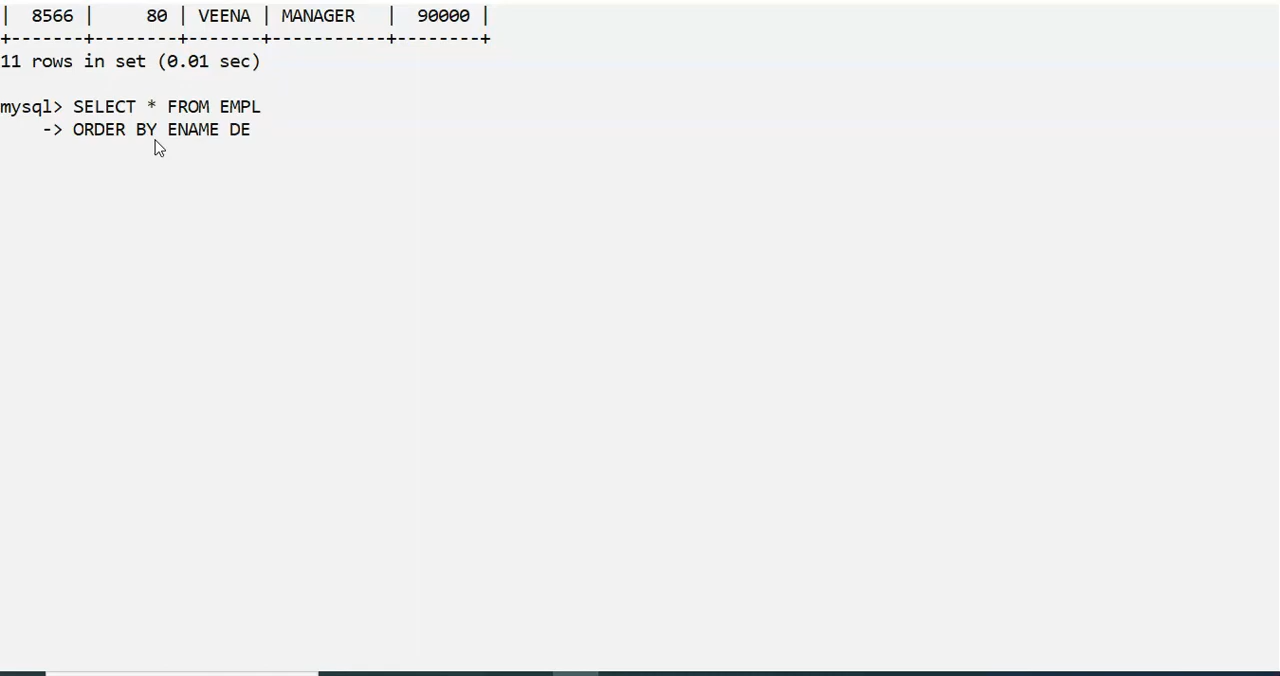 |  8566 |     80 | VEENA | MANAGER   |  90000 |
+-------+--------+-------+-----------+--------+
11 rows in set (0.01 sec)
mysql> SELECT * FROM EMPL
    -> ORDER BY ENAME DE